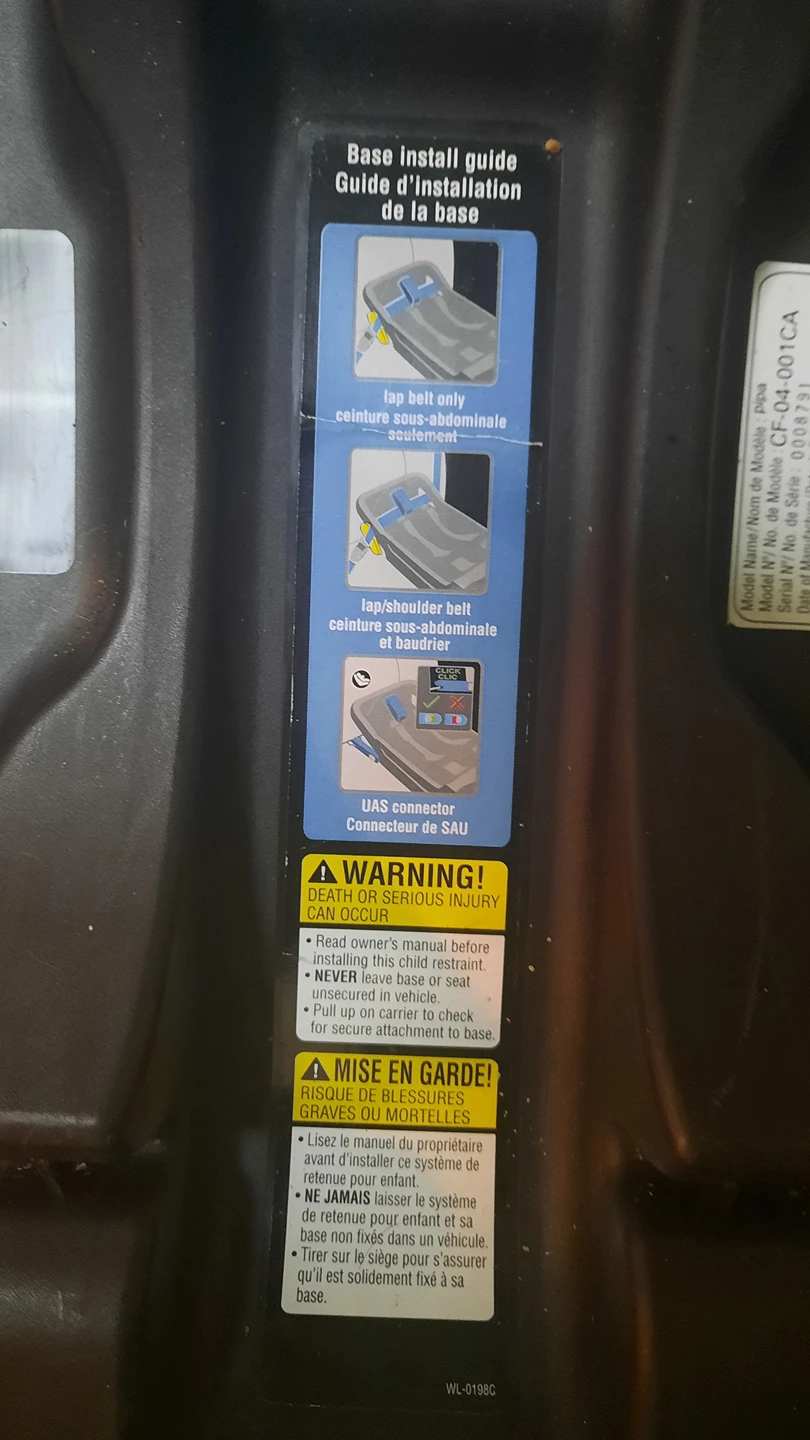 Base install guide
Guide d'installation
de la base
lap belt only
ceinture sous-abdominale
seulement
lap/shoulder belt
ceinture sous-abdominale
et baudrier
CLICK
CLIC
UAS connector
Connecteur de SAU
WARNING!
DEATH OR SERIOUS INJURY
CAN OCCUR
• Read owner's manual before
installing this child restraint.
• NEVER leave base or seat
unsecured in vehicle.
• Pull up on carrier to check
for secure attachment to base.
MISE EN GARDE!
RISQUE DE BLESSURES
GRAVES OU MORTELLES
• Lisez le manuel du propriétaire
avant d'installer ce système de
retenue pour enfant.
• NE JAMAIS laisser le système
de retenue pour enfant et sa
base non fixés dans un véhicule.
• Tirer sur le siège pour s'assurer
qu'il est solidement fixé à sa
base.
WL-0198C
Model Name/Nom de Modèle : pipa
Model N°/ No. de Modèle : CF-04-001CA
Serial N°/ No. de Série : 0008791